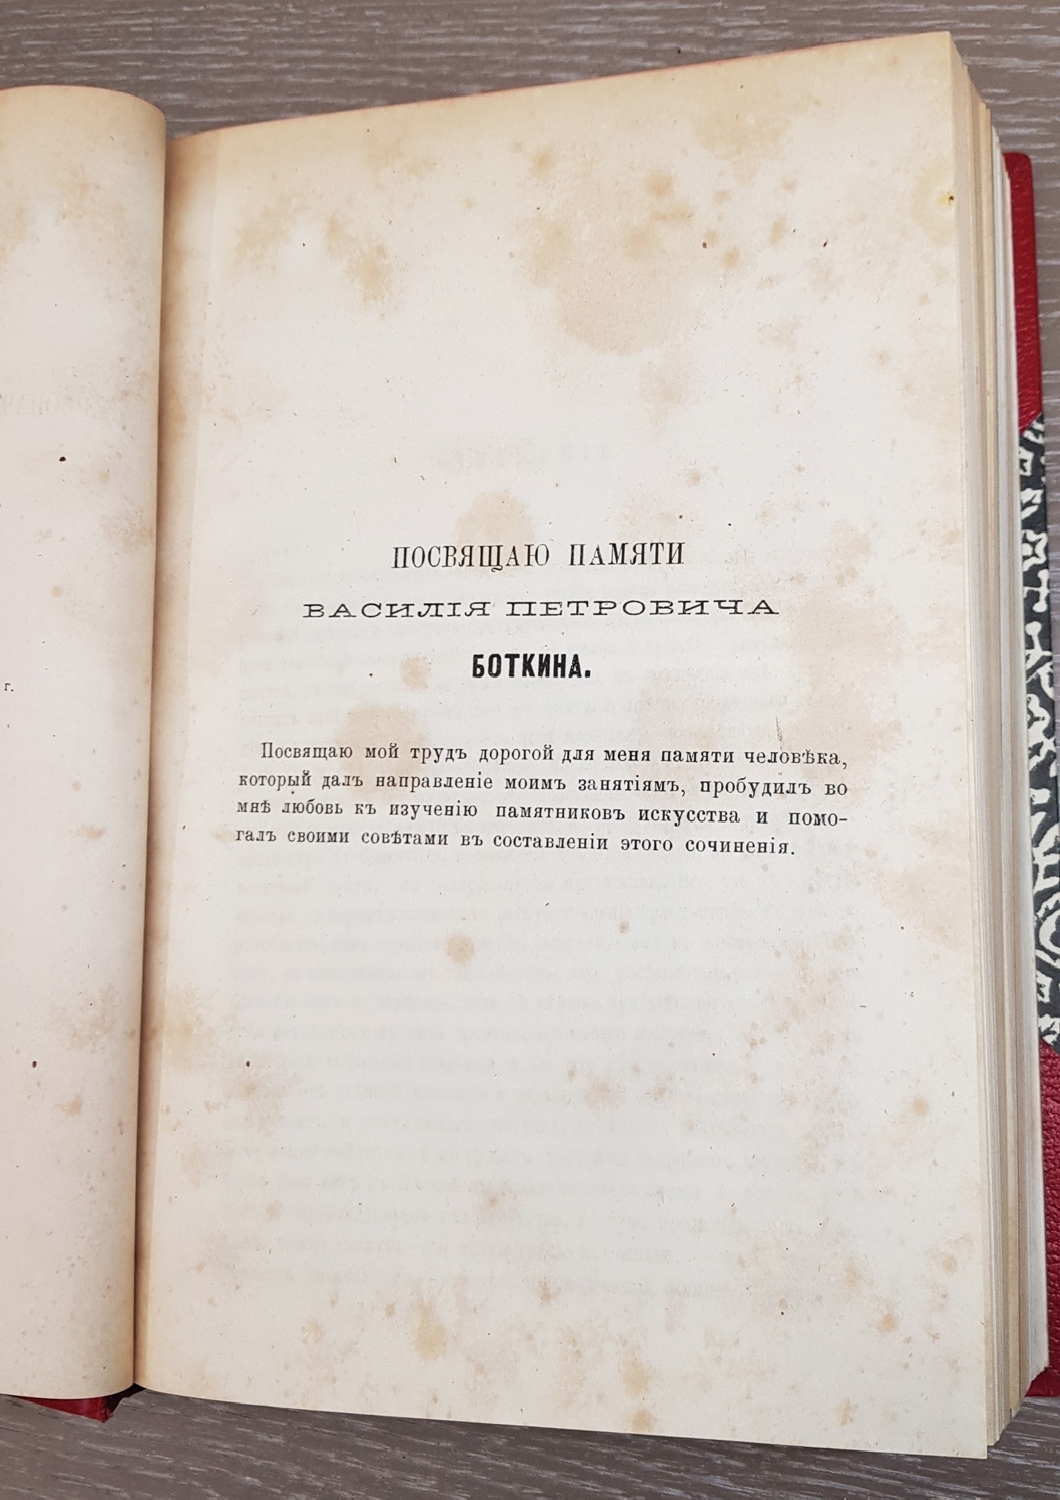 г.
ПОСВЯЩАЮ ПАМЯТИ
ВАСИЛІЯ ПЕТРОВИЧА
БОТКИНА.
Посвящаю мой трудъ дорогой для меня памяти человѣка,
который далъ направленіе моимъ занятіямъ, пробудилъ во
мнѣ любовь къ изученію памятниковъ искусства и помо-
галъ своими совѣтами въ составленіи этого сочиненія.